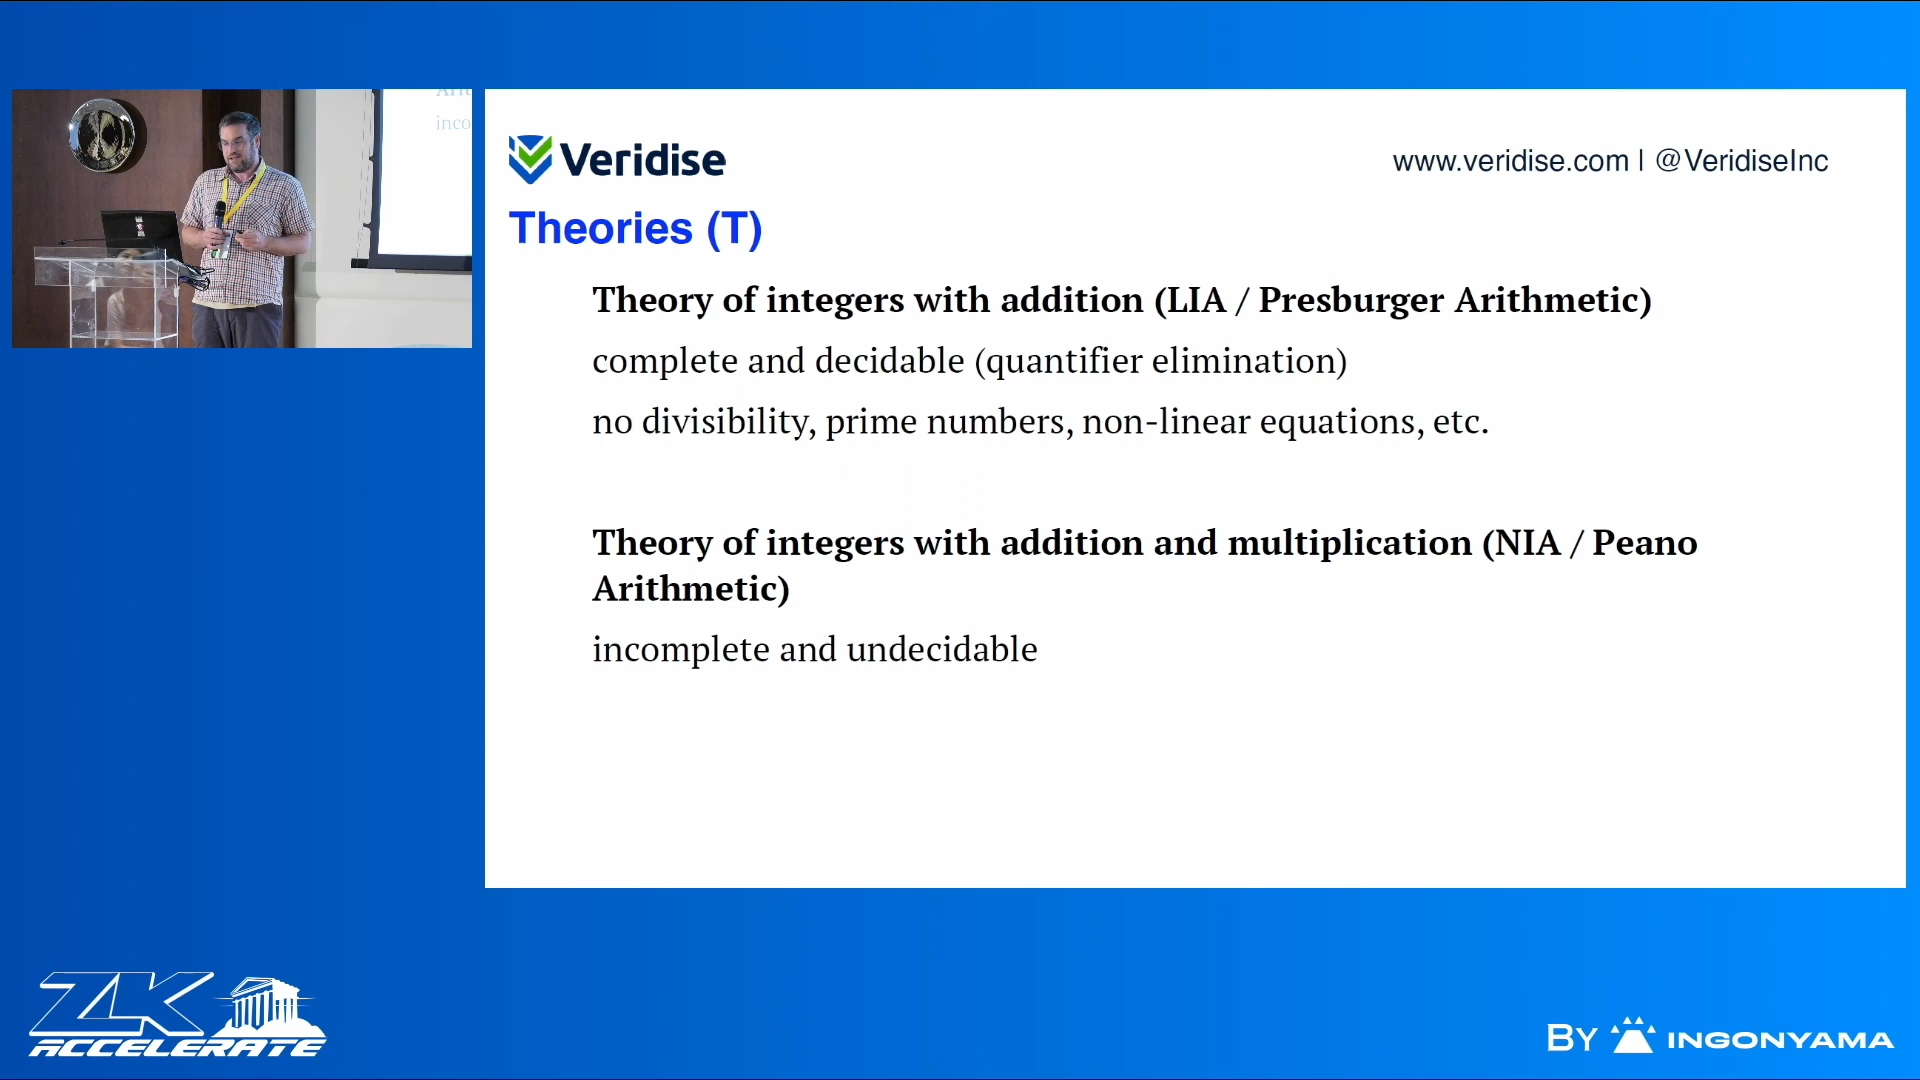 Arit
inco
Veridise
www.veridise.com | @VeridiseInc
Theories (T)
Theory of integers with addition (LIA / Presburger Arithmetic)
complete and decidable (quantifier elimination)
no divisibility, prime numbers, non-linear equations, etc.
Theory of integers with addition and multiplication (NIA / Peano
Arithmetic)
incomplete and undecidable
ZK
ACCELERATE
BY INGONYAMA